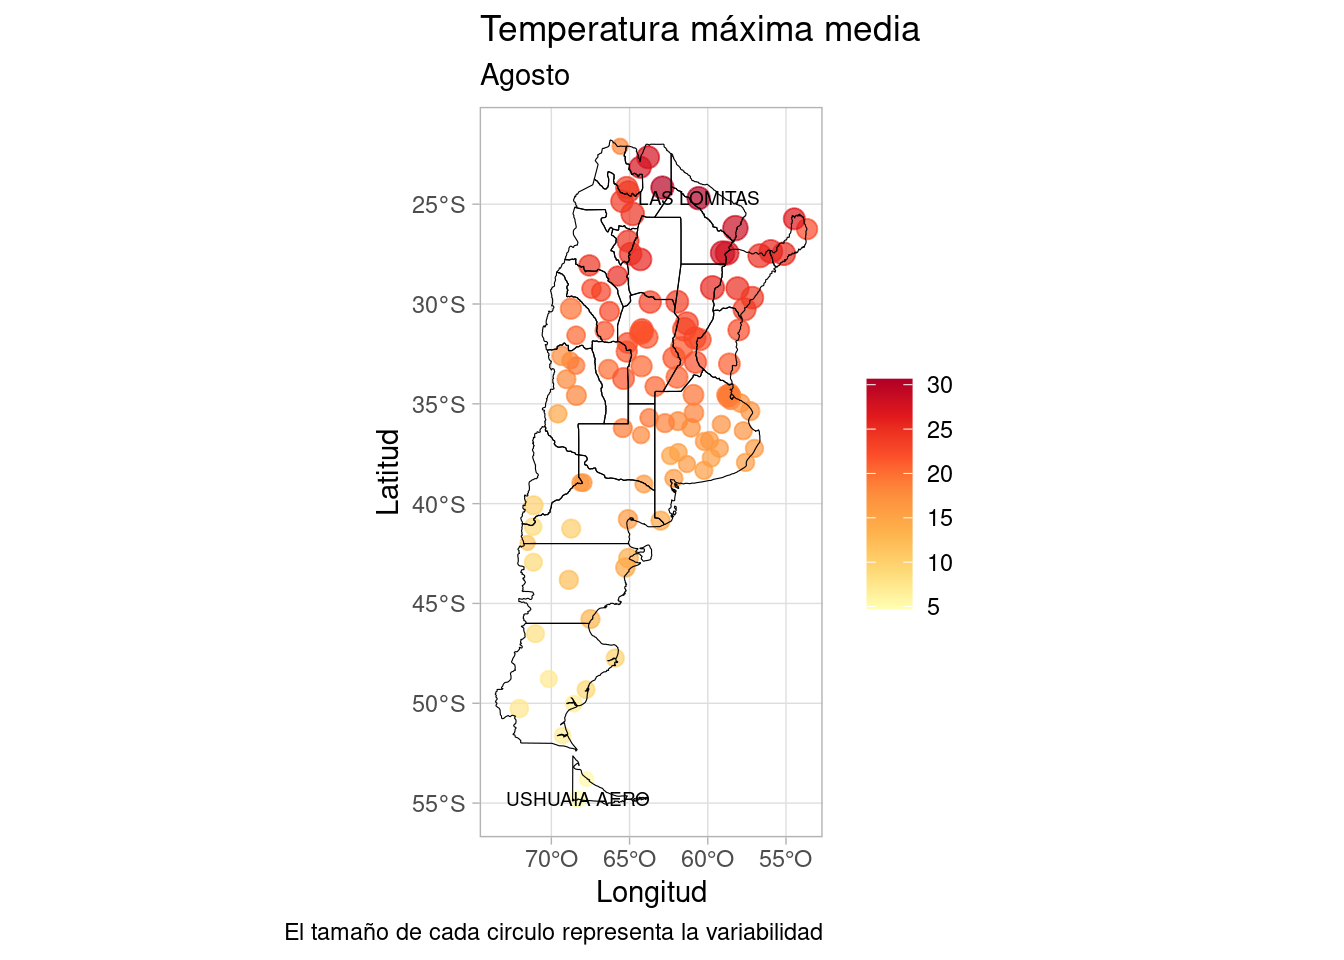 Temperatura máxima media
Agosto
25°S
30°S
35°S
40°S
45°S
50°S
55°S
Latitud
LAS LOMITAS
USHUAIA AERO
30
25
20
15
10
5
70°O 65°O 60°O 55°O
Longitud
El tamaño de cada circulo representa la variabilidad